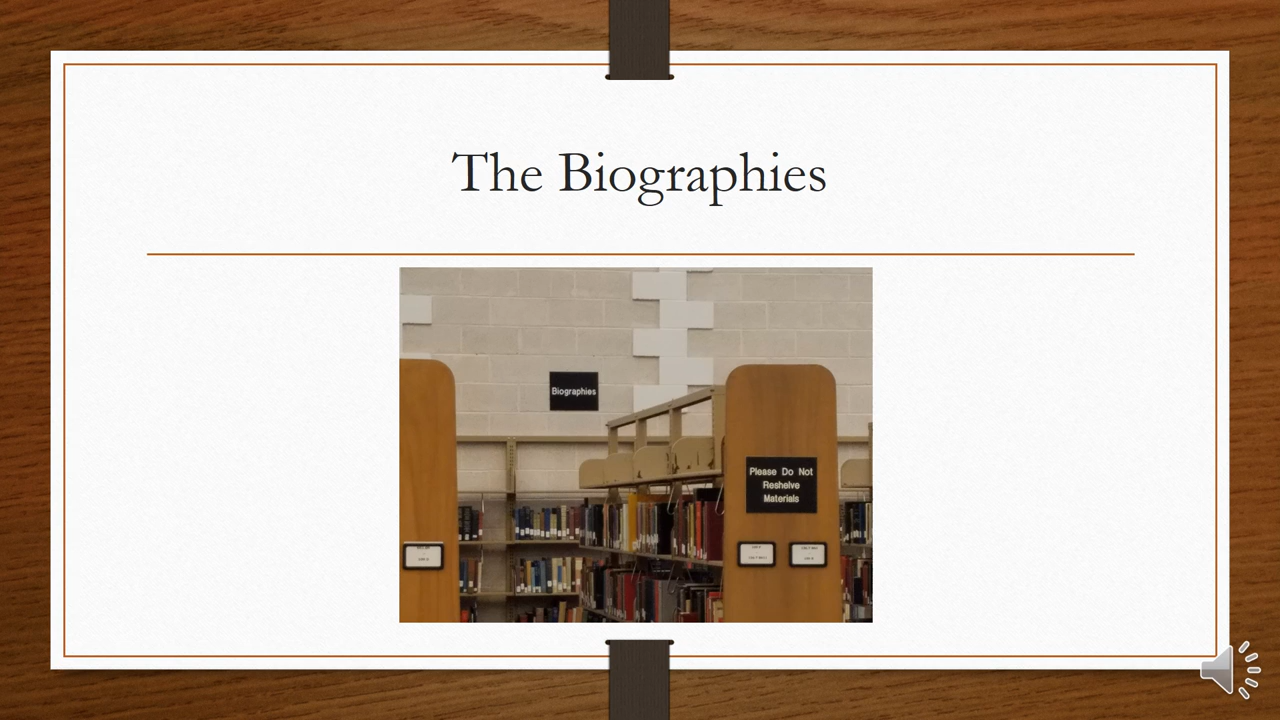 The Biographies
Biographies
Please Do Not
Reshelve
Materials